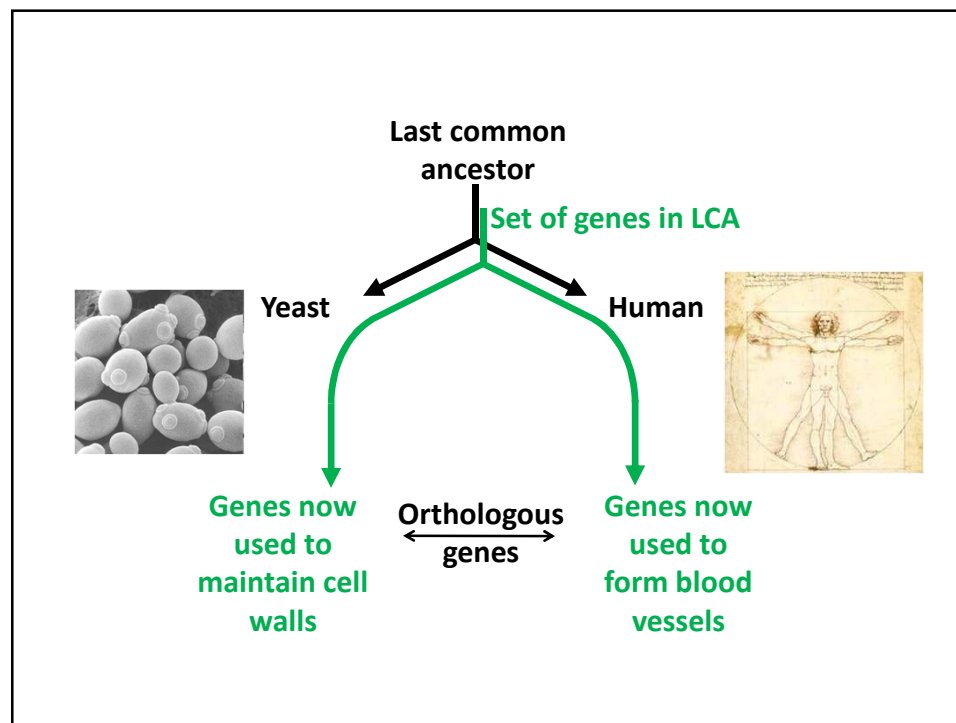 Last common
ancestor
Set of genes in LCA
Yeast
Human
Genes now
used to
maintain cell
walls
Orthologous
genes
Genes now
used to
form blood
vessels